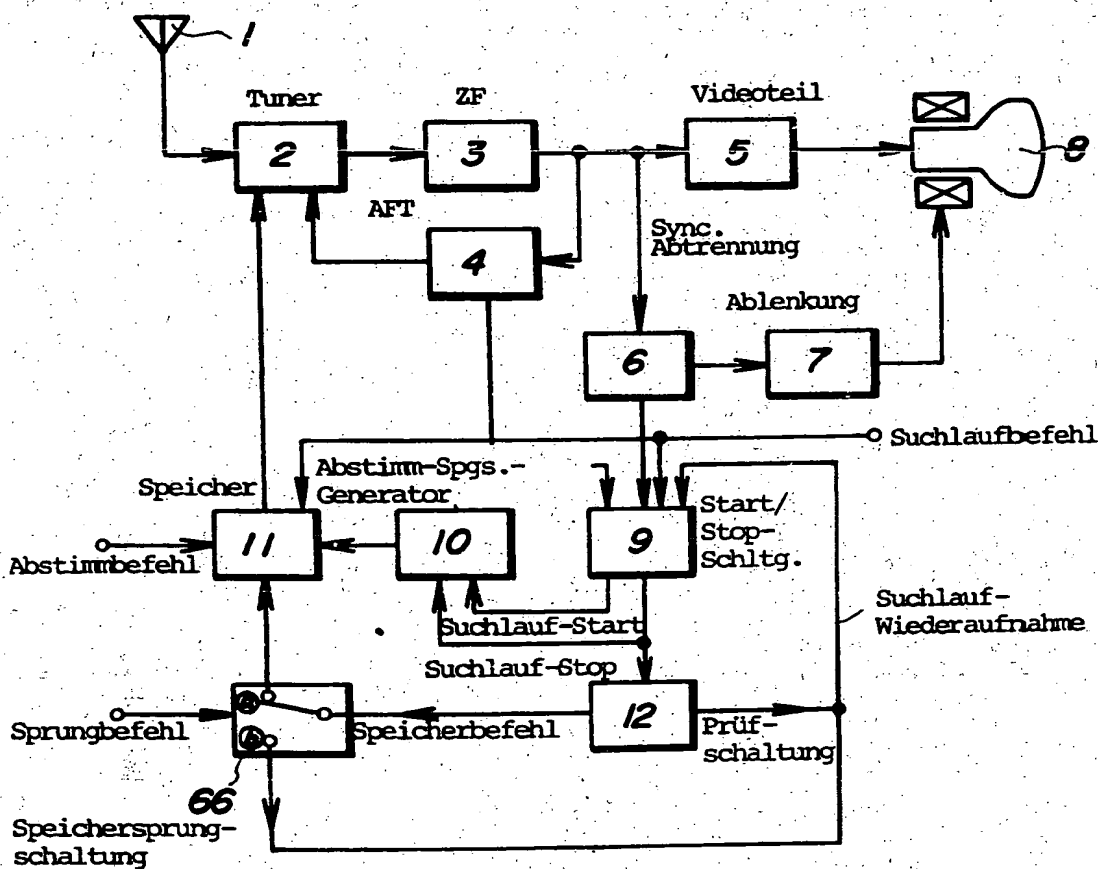 1
Tuner
ZF
Videoteil
2
3
5
8
AFT
Sync.
Abtrennung
4
Ablenkung
6
7
Suchlaufbefehl
Abstimm-Spgs.-
Generator
Speicher
Start/
Stop-
Schltg.
11
10
9
Abstimmbefehl
Suchlauf-
Wiederaufnahme
Suchlauf-Start
Suchlauf-Stop
12
Sprungbefehl
Speicherbefehl
Prüf-
schaltung
66
Speichersprung-
schaltung